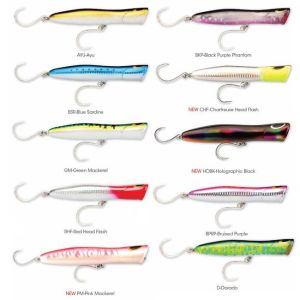 AYU-Ayu
BKP-Black Purple Phantom
BSR-Blue Sardine
NEW CHF-Chartreuse Head Flash
GM-Green Mackerel
NEW HOBK-Holographic Black
RHF-Red Head Flash
BPRP-Bruised Purple
NEW PM-Pink Mackerel
D-Dorado